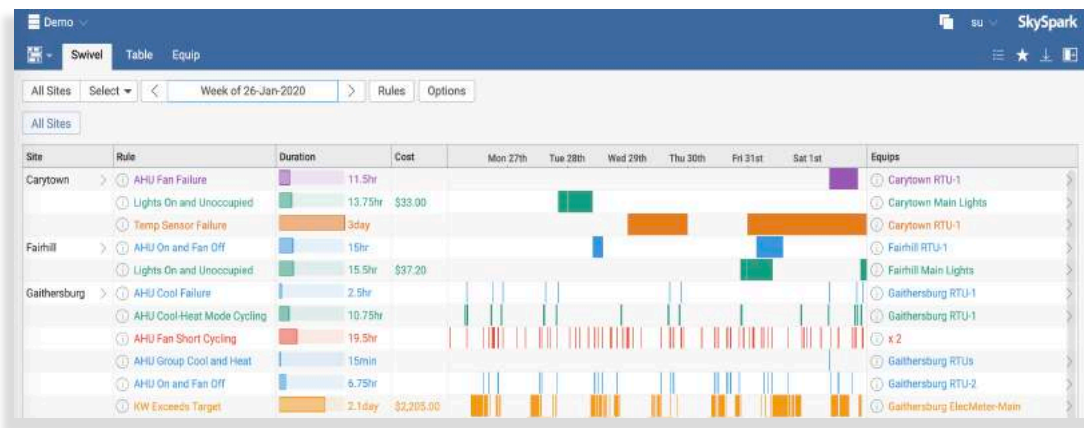 Demo su SkySpark
Swivel Table Equip
All Sites Select Week of 26-Jan-2020 Rules Options
All Sites
Site Rule Duration Cost Mon 27th Tue 28th Wed 29th Thu 30th Fri 31st Sat 1st Equips
Carytown AHU Fan Failure 11.5hr Carytown RTU-1
Lights On and Unoccupied 13.75hr $33.00 Carytown Main Lights
Temp Sensor Failure 3day Carytown RTU-1
Fairhill AHU On and Fan Off 15hr Fairhill RTU-1
Lights On and Unoccupied 15.5hr $37.20 Fairhill Main Lights
Gaithersburg AHU Cool Failure 2.5hr Gaithersburg RTU-1
AHU Cool-Heat Mode Cycling 10.75hr Gaithersburg RTU-1
AHU Fan Short Cycling 19.5hr x 2
AHU Group Cool and Heat 15min Gaithersburg RTUs
AHU On and Fan Off 6.75hr Gaithersburg RTU-2
KW Exceeds Target 2.1day $2,205.00 Gaithersburg ElecMeter-Main